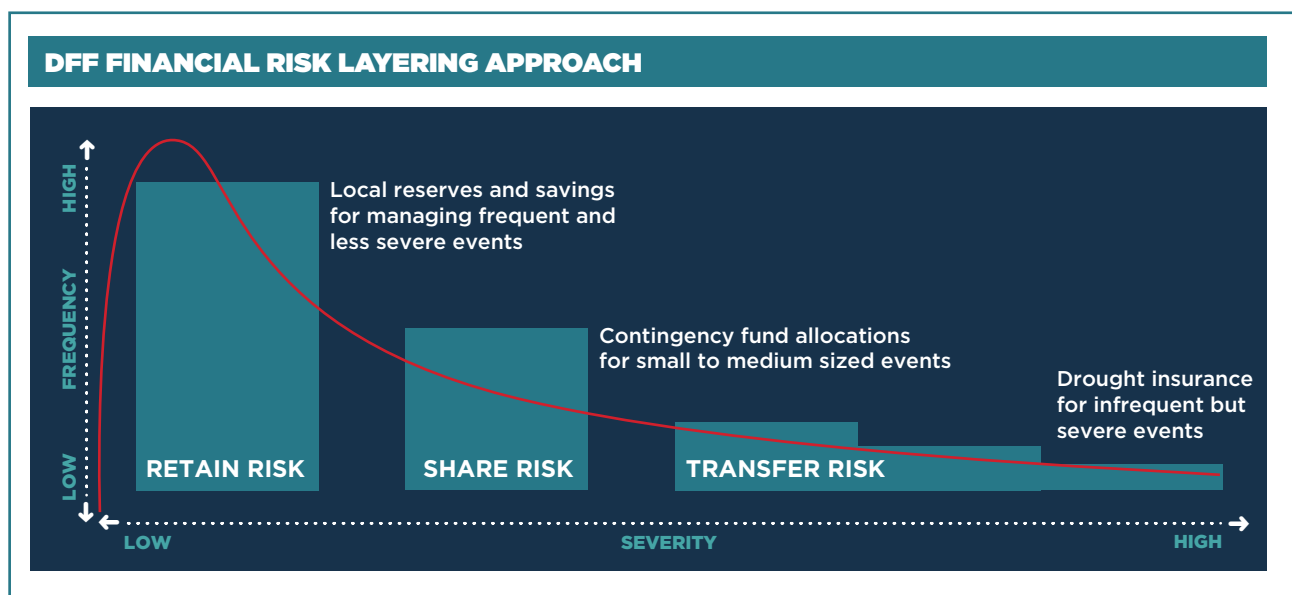 DFF FINANCIAL RISK LAYERING APPROACH
HIGH
FREQUENCY
LOW
Local reserves and savings
for managing frequent and
less severe events
Contingency fund allocations
for small to medium sized events
Drought insurance
for infrequent but
severe events
RETAIN RISK
SHARE RISK
TRANSFER RISK
LOW
SEVERITY
HIGH